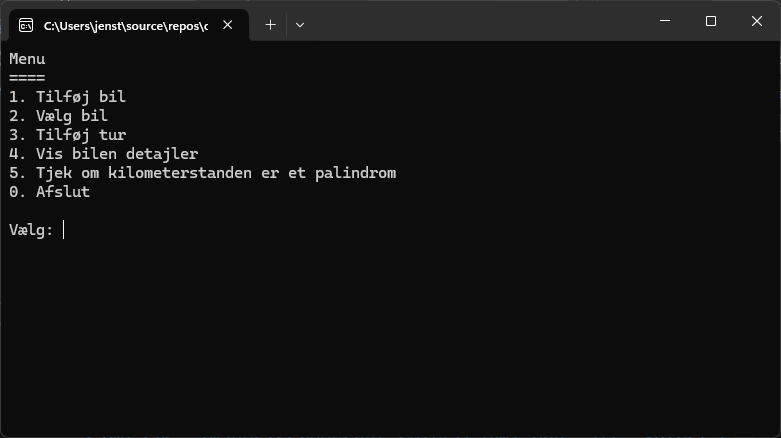 C:\Users\jenst\source\repos\c
Menu
====
1. Tilføj bil
2. Vælg bil
3. Tilføj tur
4. Vis bilen detajler
5. Tjek om kilometerstanden er et palindrom
0. Afslut
Vælg: